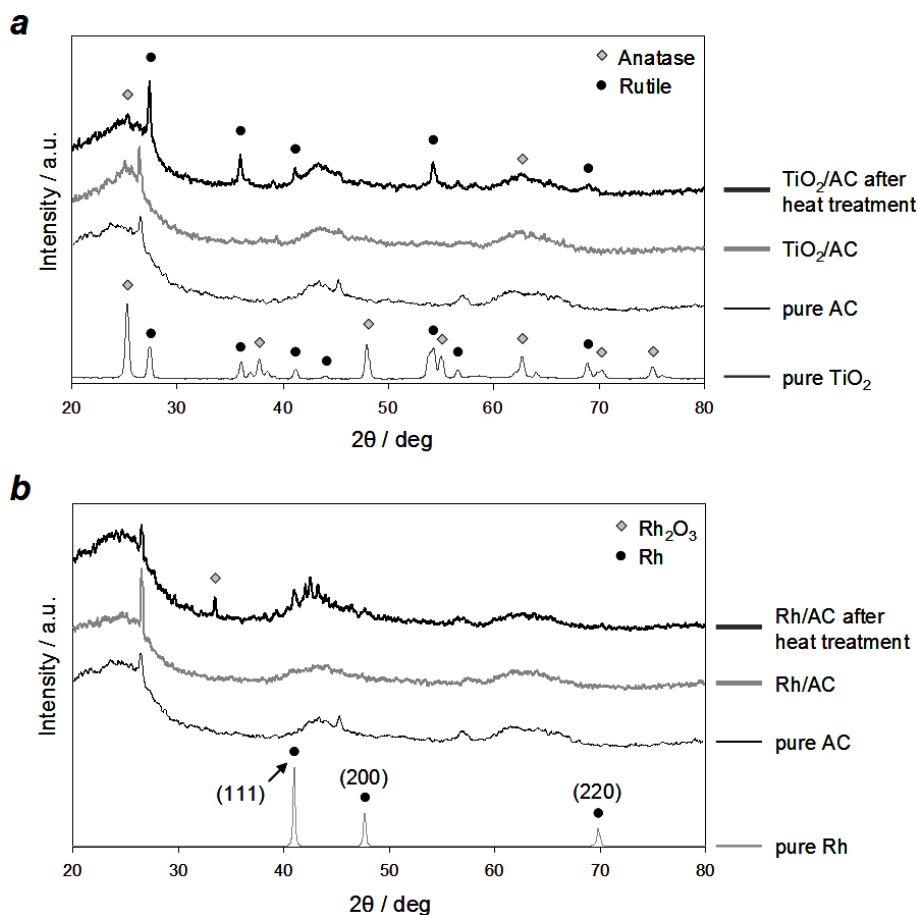 a
Intensity / a.u.
Anatase
Rutile
TiO₂/AC after
heat treatment
TiO₂/AC
pure AC
pure TiO₂
20 30 40 50 60 70 80
2θ / deg
b
Intensity / a.u.
Rh₂O₃
Rh
Rh/AC after
heat treatment
Rh/AC
pure AC
(111)
(200)
(220)
pure Rh
20 30 40 50 60 70 80
2θ / deg